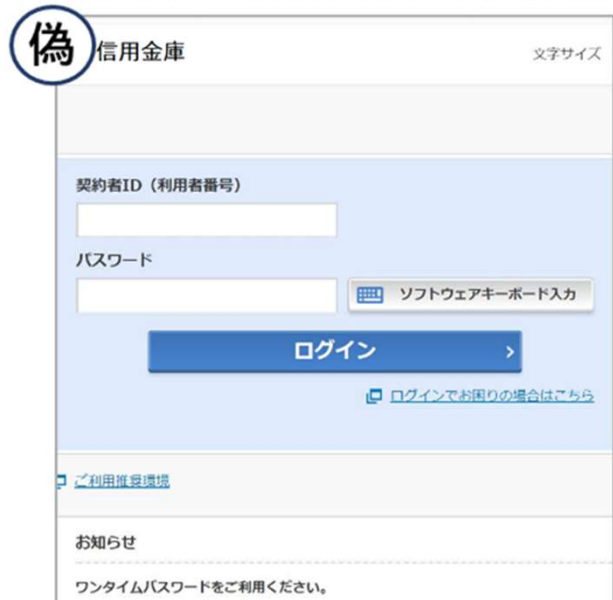 偽
信用金庫
文字サイズ
契約者ID（利用者番号）
パスワード
ソフトウェアキーボード入力
ログイン
ログインでお困りの場合はこちら
ご利用推奨環境
お知らせ
ワンタイムパスワードをご利用ください。